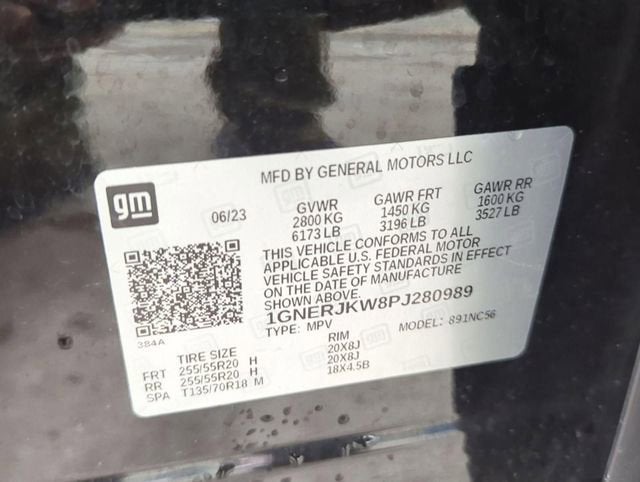 MFD BY GENERAL MOTORS LLC
gm
06/23
GVWR GAWR FRT GAWR RR
2800 KG 1450 KG 1600 KG
6173 LB 3196 LB 3527 LB
THIS VEHICLE CONFORMS TO ALL
APPLICABLE U.S. FEDERAL MOTOR
VEHICLE SAFETY STANDARDS IN EFFECT
ON THE DATE OF MANUFACTURE
SHOWN ABOVE.
1GNERJKW8PJ280989
TYPE: MPV MODEL: 891NC56
384A
TIRE SIZE RIM
FRT 255/55R20 H 20X8J
RR 255/55R20 H 20X8J
SPA T135/70R18 M 18X4.5B